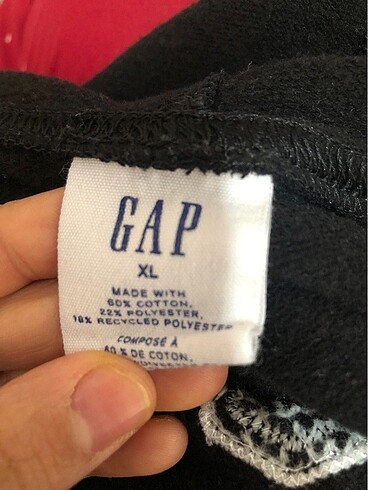 GAP
XL
MADE WITH
60% COTTON,
22% POLYESTER,
18% RECYCLED POLYESTER
COMPOSÉ À
60 % DE COTON,